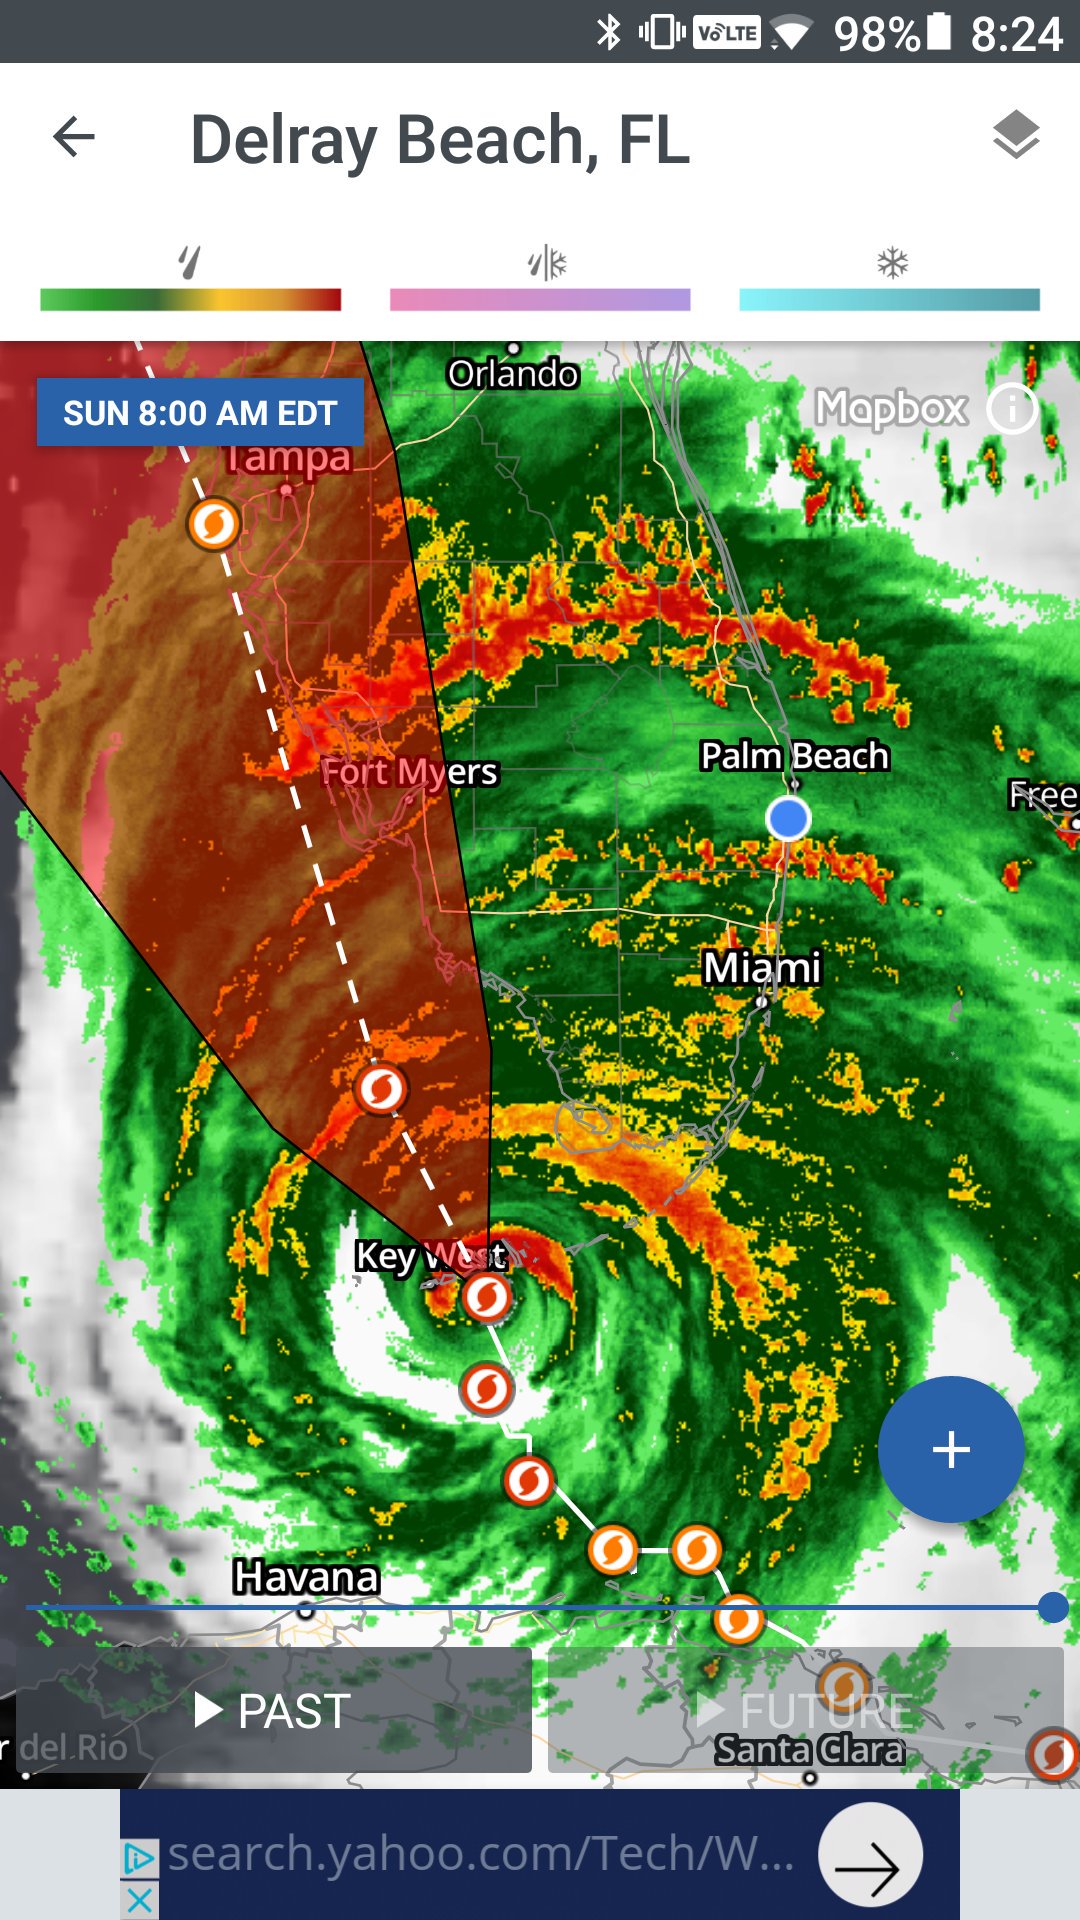 VoLTE 98% 8:24
Delray Beach, FL
Orlando
SUN 8:00 AM EDT
Mapbox
Tampa
Palm Beach
Fort Myers
Free
Miami
Key West
Havana
PAST
FUTURE
r del Rio
Santa Clara
search.yahoo.com/Tech/W...